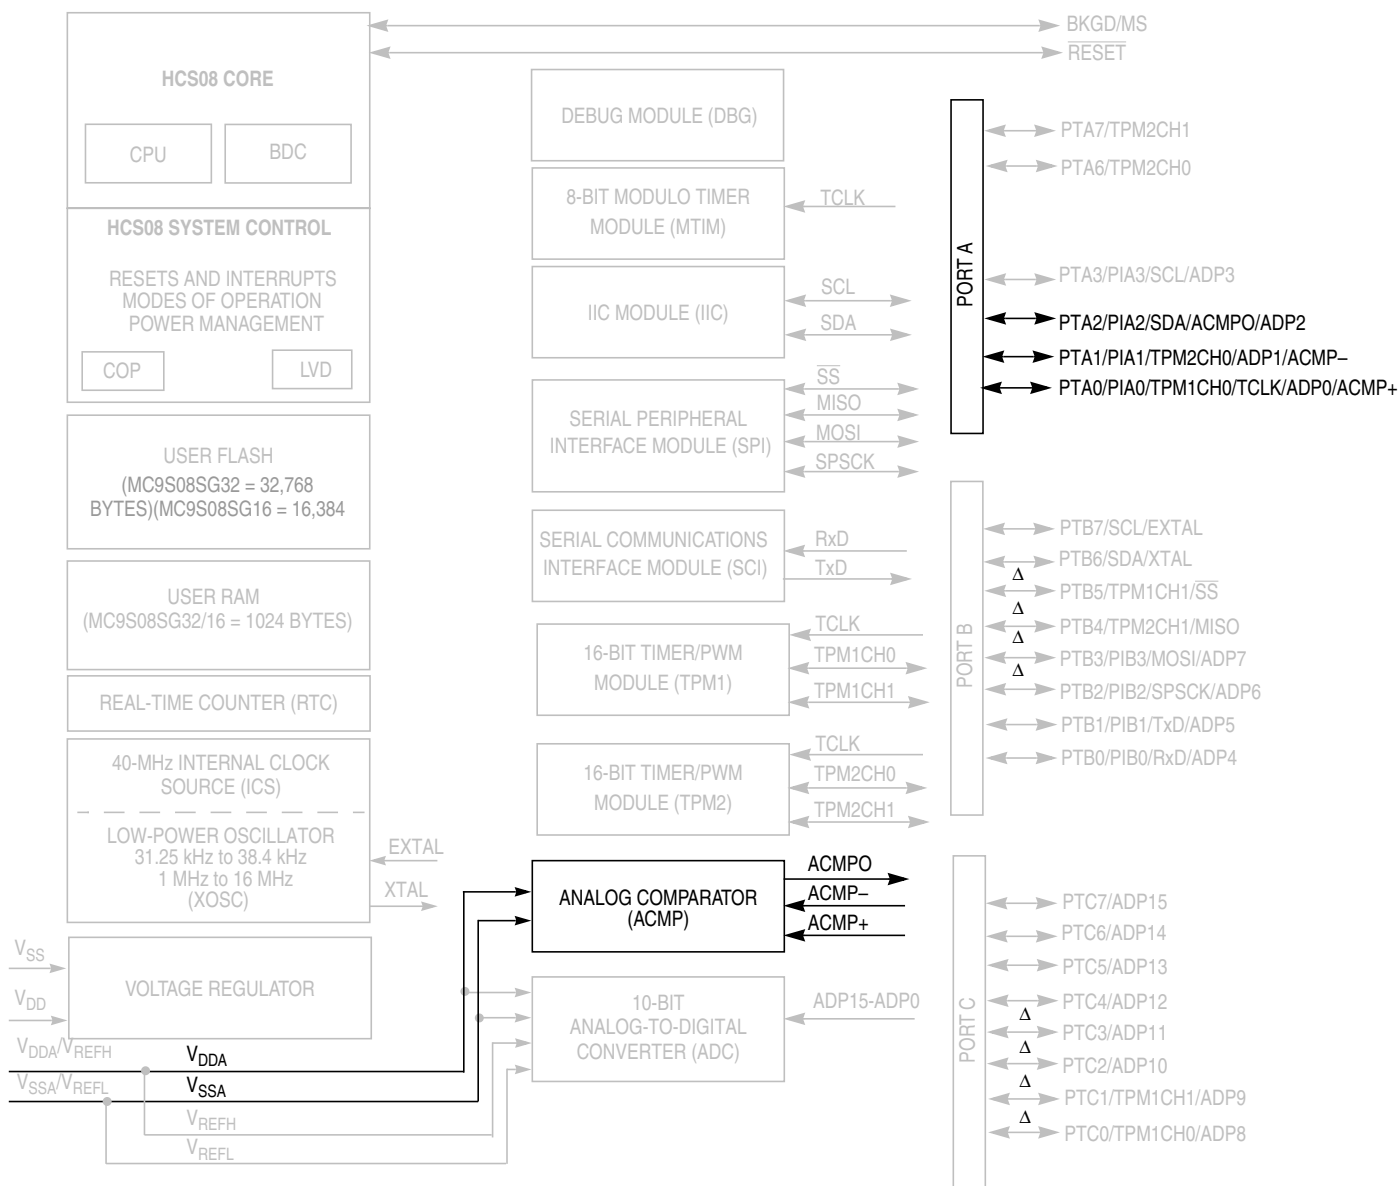 BKGD/MS
RESET
HCS08 CORE
CPU
BDC
HCS08 SYSTEM CONTROL
RESETS AND INTERRUPTS
MODES OF OPERATION
POWER MANAGEMENT
COP
LVD
USER FLASH
(MC9S08SG32 = 32,768
BYTES)(MC9S08SG16 = 16,384
USER RAM
(MC9S08SG32/16 = 1024 BYTES)
REAL-TIME COUNTER (RTC)
40-MHz INTERNAL CLOCK
SOURCE (ICS)
LOW-POWER OSCILLATOR
31.25 kHz to 38.4 kHz
1 MHz to 16 MHz
(XOSC)
EXTAL
XTAL
VSS
VDD
VOLTAGE REGULATOR
VDDA/VREFH
VDDA
VSSA/VREFL
VSSA
VREFH
VREFL
DEBUG MODULE (DBG)
8-BIT MODULO TIMER
MODULE (MTIM)
TCLK
IIC MODULE (IIC)
SCL
SDA
SERIAL PERIPHERAL
INTERFACE MODULE (SPI)
SS
MISO
MOSI
SPSCK
SERIAL COMMUNICATIONS
INTERFACE MODULE (SCI)
RxD
TxD
16-BIT TIMER/PWM
MODULE (TPM1)
TCLK
TPM1CH0
TPM1CH1
16-BIT TIMER/PWM
MODULE (TPM2)
TCLK
TPM2CH0
TPM2CH1
ANALOG COMPARATOR
(ACMP)
ACMPO
ACMP–
ACMP+
10-BIT
ANALOG-TO-DIGITAL
CONVERTER (ADC)
ADP15-ADP0
PORT A
PTA7/TPM2CH1
PTA6/TPM2CH0
PTA3/PIA3/SCL/ADP3
PTA2/PIA2/SDA/ACMPO/ADP2
PTA1/PIA1/TPM2CH0/ADP1/ACMP–
PTA0/PIA0/TPM1CH0/TCLK/ADP0/ACMP+
PORT B
PTB7/SCL/EXTAL
PTB6/SDA/XTAL
Δ
PTB5/TPM1CH1/SS
Δ
PTB4/TPM2CH1/MISO
Δ
PTB3/PIB3/MOSI/ADP7
Δ
PTB2/PIB2/SPSCK/ADP6
PTB1/PIB1/TxD/ADP5
PTB0/PIB0/RxD/ADP4
PORT C
PTC7/ADP15
PTC6/ADP14
PTC5/ADP13
PTC4/ADP12
Δ
PTC3/ADP11
Δ
PTC2/ADP10
Δ
PTC1/TPM1CH1/ADP9
Δ
PTC0/TPM1CH0/ADP8